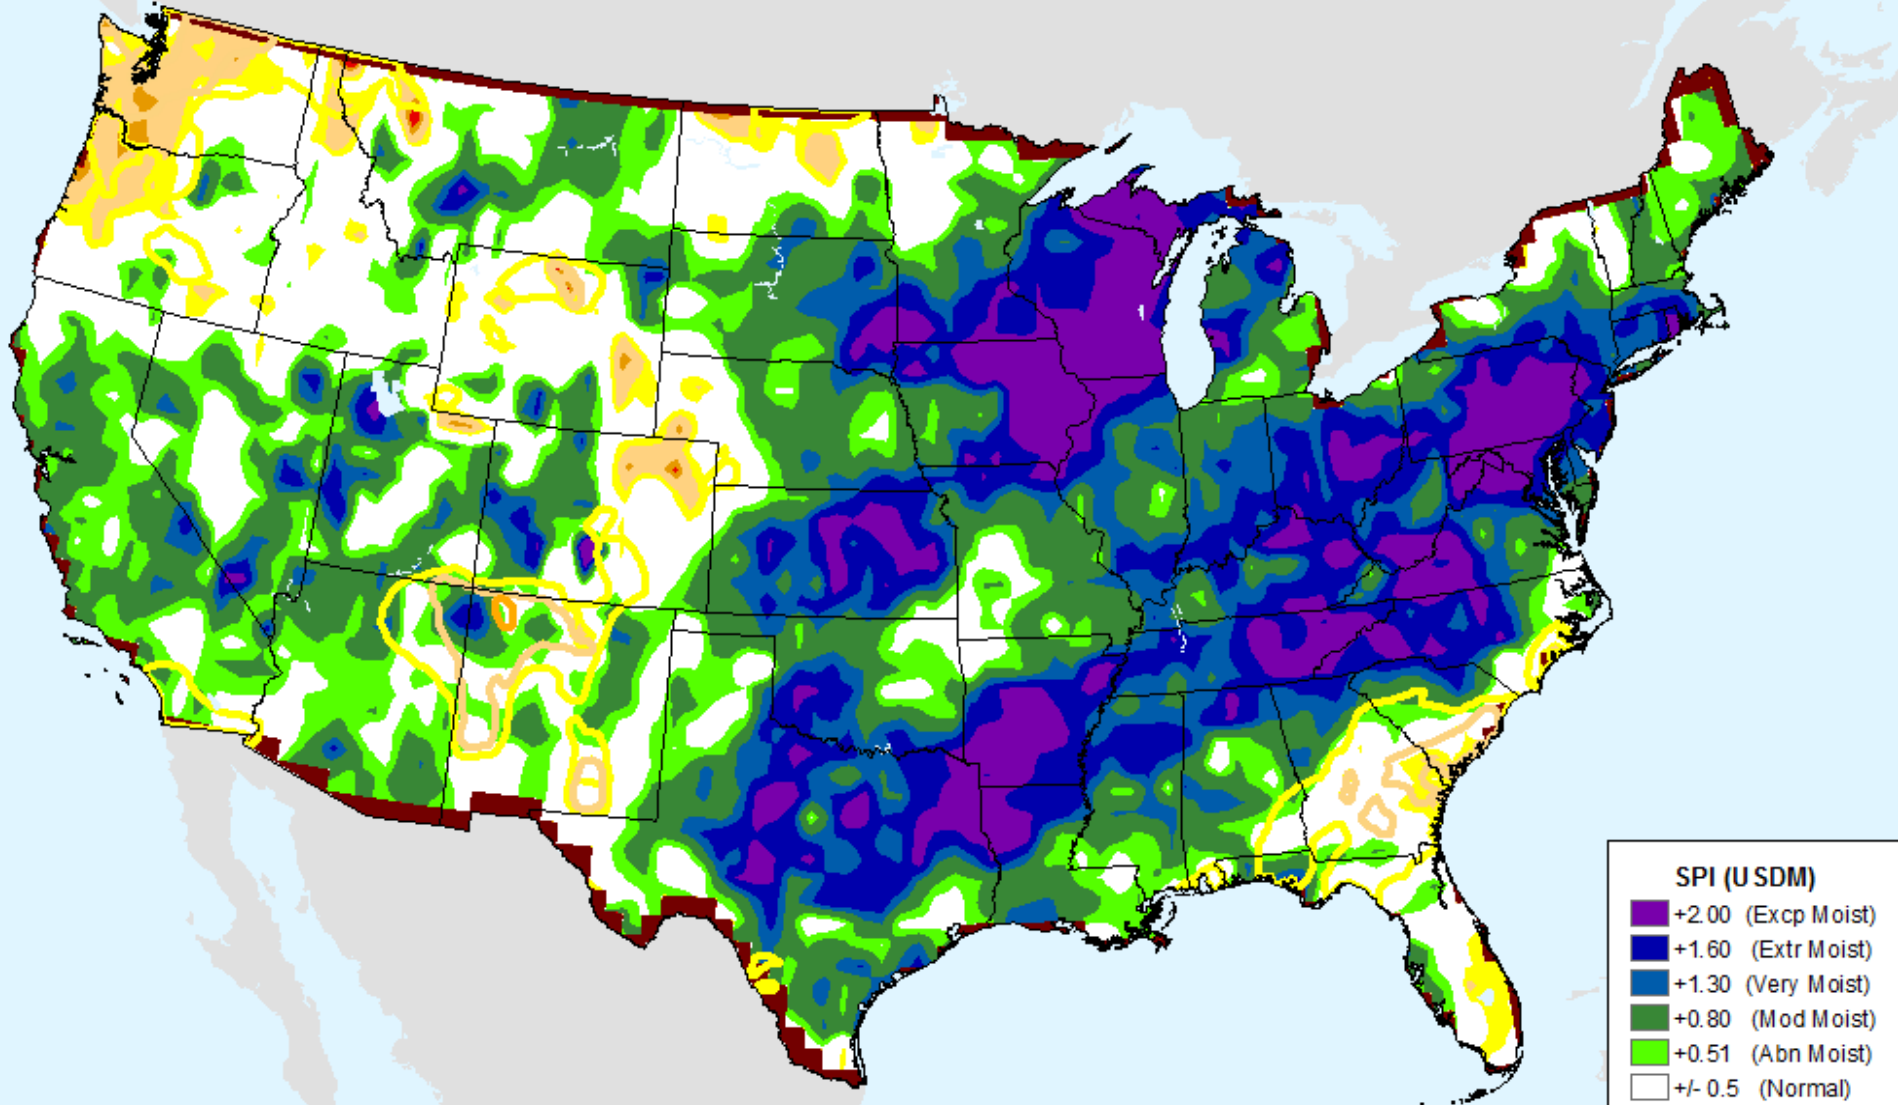 SPI (USDM)
+2.00 (Excp Moist)
+1.60 (Extr Moist)
+1.30 (Very Moist)
+0.80 (Mod Moist)
+0.51 (Abn Moist)
+/- 0.5 (Normal)